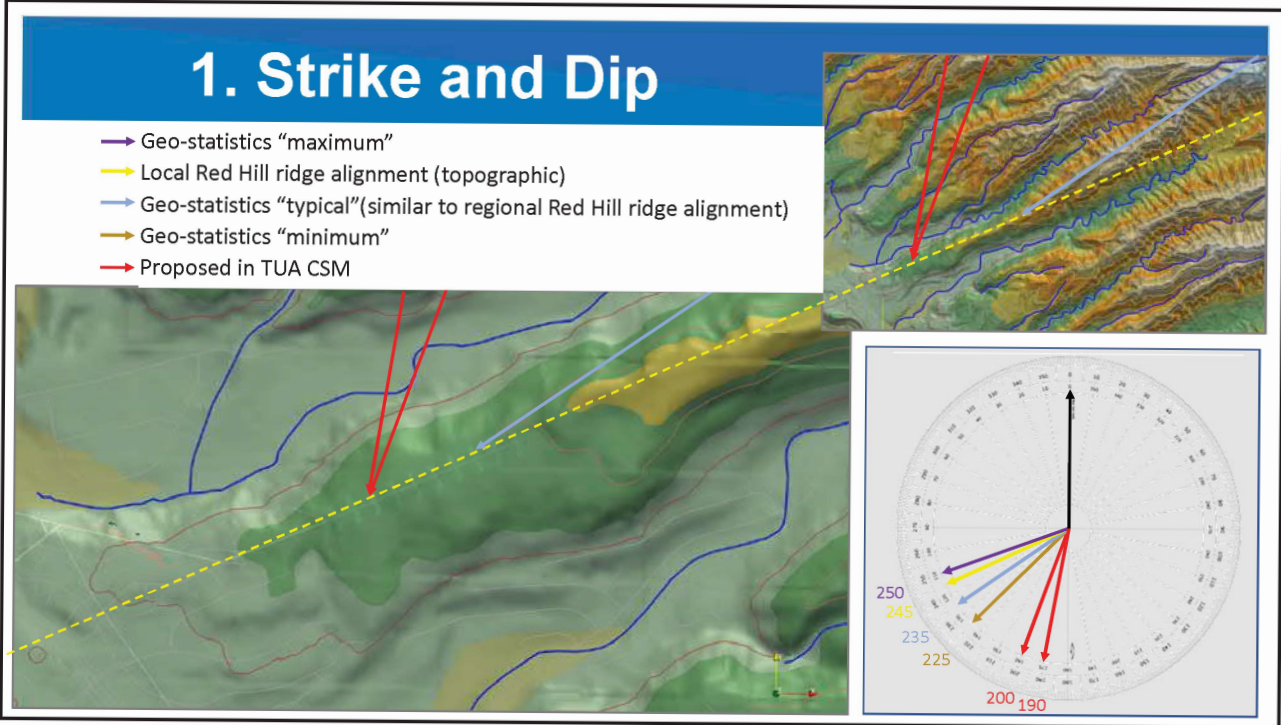 1. Strike and Dip
Geo-statistics “maximum”
Local Red Hill ridge alignment (topographic)
Geo-statistics “typical”(similar to regional Red Hill ridge alignment)
Geo-statistics “minimum”
Proposed in TUA CSM
250
245
235
225
200 190